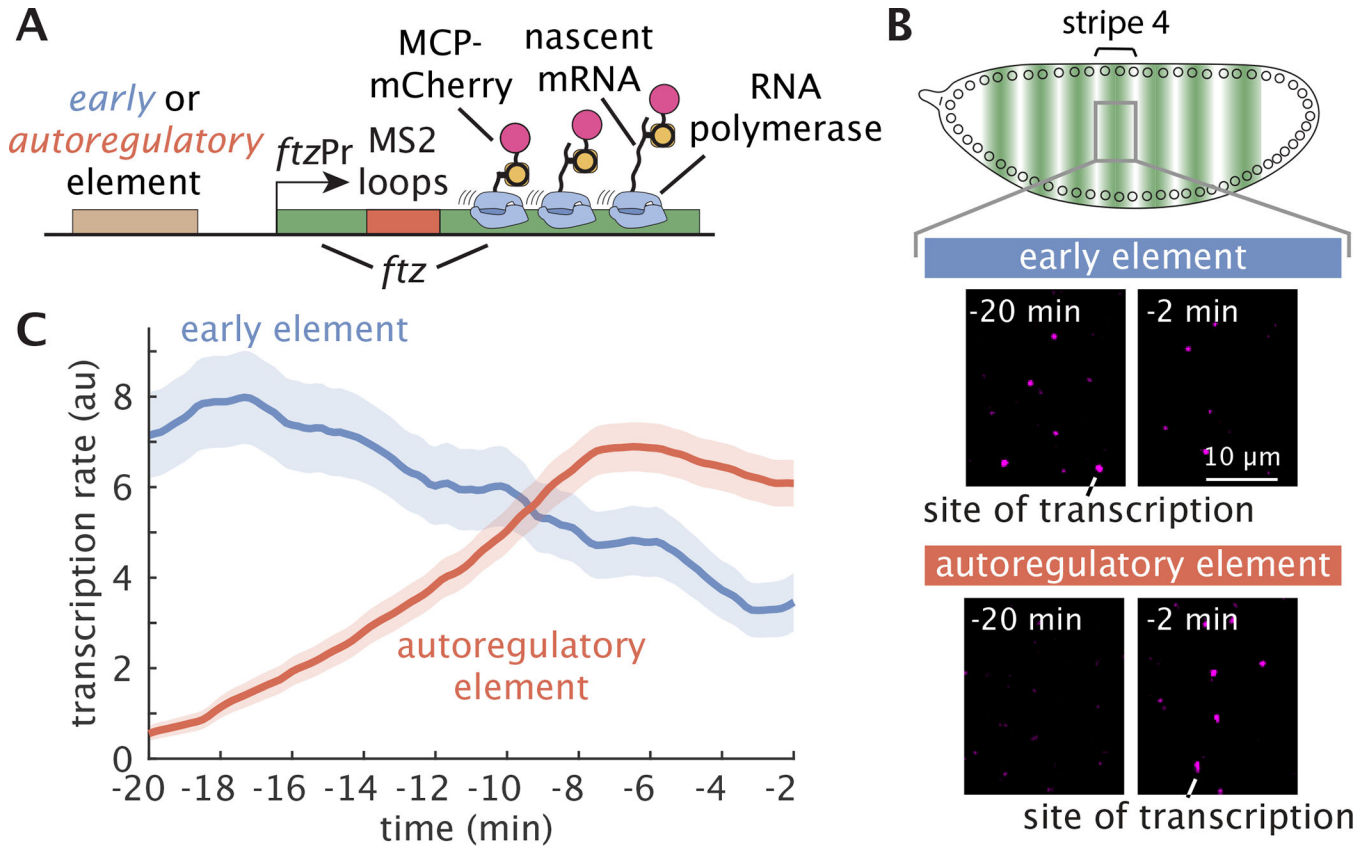 A
early or
autoregulatory
element
ftzPr
MCP-
mCherry
MS2
loops
nascent
mRNA
RNA
polymerase
ftz
B
stripe 4
early element
-20 min
-2 min
10 µm
site of transcription
autoregulatory element
-20 min
-2 min
site of transcription
C
early element
autoregulatory
element
transcription rate (au)
8
6
4
2
0
-20 -18 -16 -14 -12 -10 -8 -6 -4 -2
time (min)